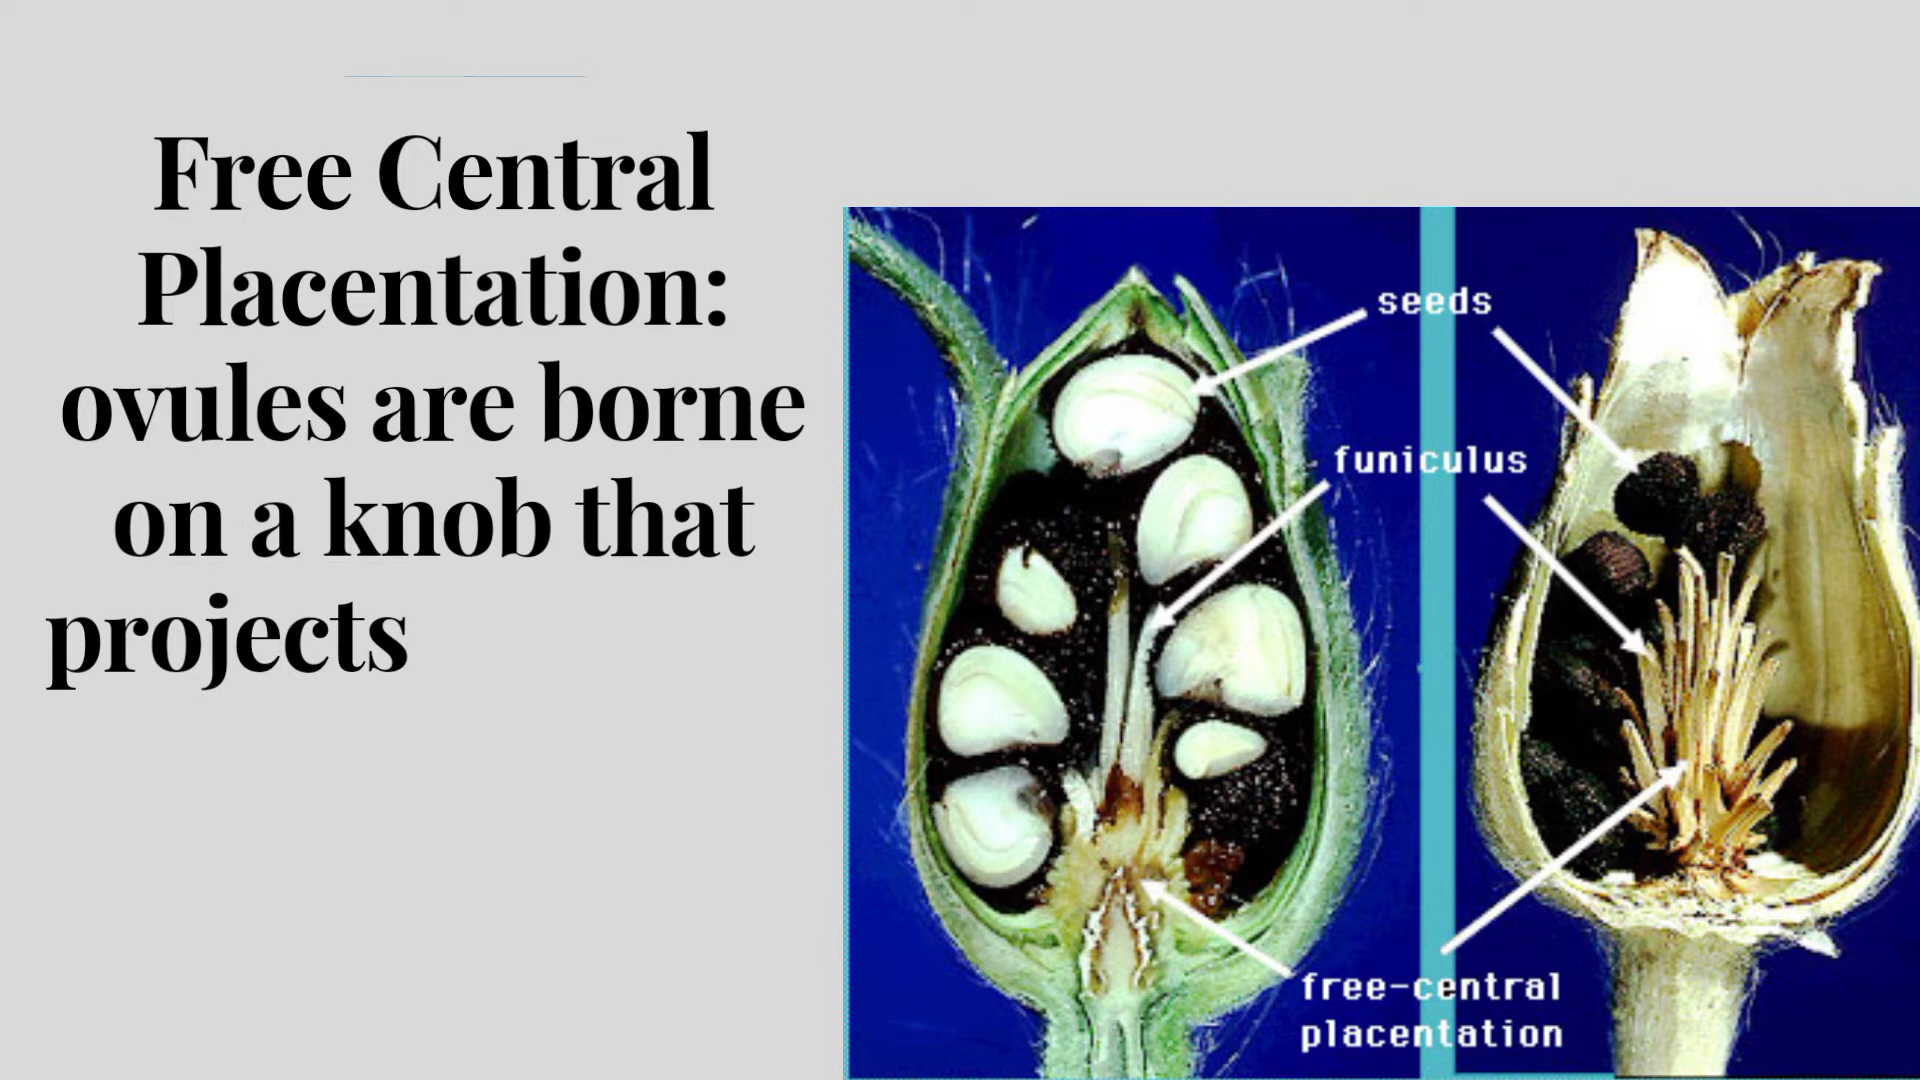 Free Central
Placentation:
ovules are borne
on a knob that
projects
seeds
funiculus
free-central
placentation